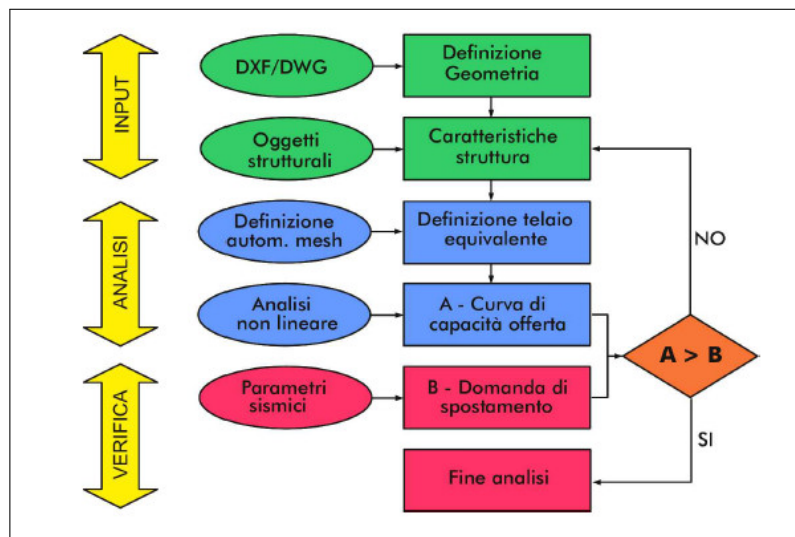 INPUT
DXF/DWG
Definizione
Geometria
Oggetti
strutturali
Caratteristiche
struttura
ANALISI
Definizione
autom. mesh
Definizione telaio
equivalente
NO
Analisi
non lineare
A - Curva di
capacità offerta
A > B
VERIFICA
Parametri
sismici
B - Domanda di
spostamento
SI
Fine analisi